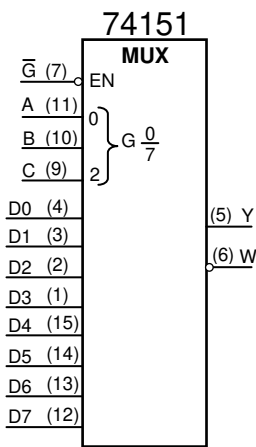 74151
MUX
G̅ (7) EN
A (11) 0
B (10) G 0/7
C (9) 2
D0 (4)
(5) Y
D1 (3)
D2 (2)
(6) W
D3 (1)
D4 (15)
D5 (14)
D6 (13)
D7 (12)